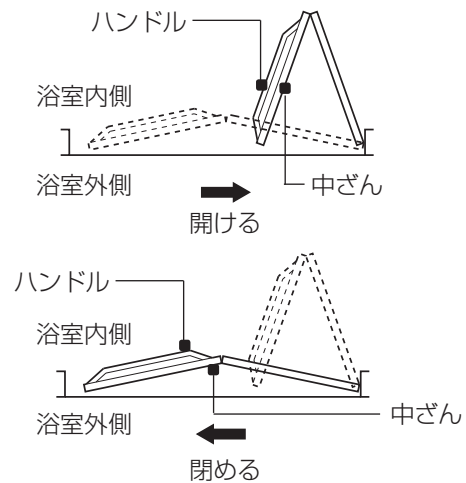 ハンドル
浴室内側
浴室外側
中ざん
開ける
ハンドル
浴室内側
中ざん
浴室外側
閉める